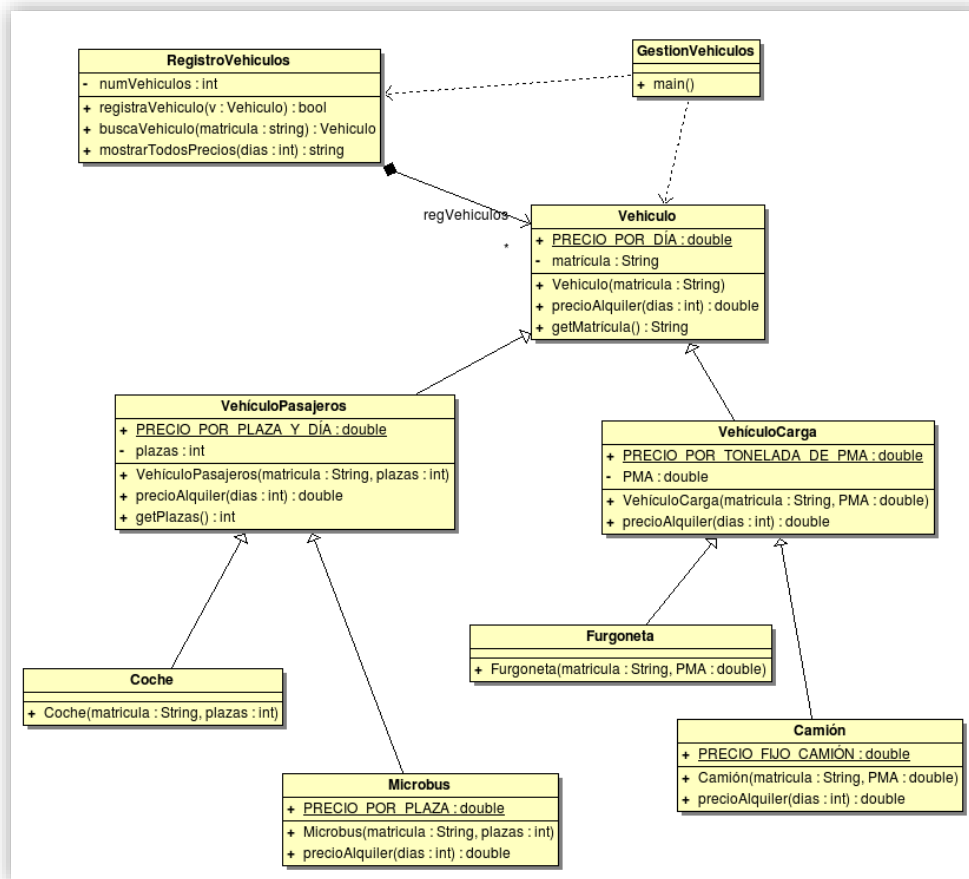 RegistroVehiculos
- numVehiculos : int
+ registraVehiculo(v : Vehiculo) : bool
+ buscaVehiculo(matricula : string) : Vehiculo
+ mostrarTodosPrecios(dias : int) : string
GestionVehiculos
+ main()
regVehiculos
*
Vehiculo
+ PRECIO_POR_DÍA : double
- matrícula : String
+ Vehiculo(matricula : String)
+ precioAlquiler(dias : int) : double
+ getMatrícula() : String
VehículoPasajeros
+ PRECIO_POR_PLAZA_Y_DÍA : double
- plazas : int
+ VehículoPasajeros(matricula : String, plazas : int)
+ precioAlquiler(dias : int) : double
+ getPlazas() : int
VehículoCarga
+ PRECIO_POR_TONELADA_DE_PMA : double
- PMA : double
+ VehículoCarga(matricula : String, PMA : double)
+ precioAlquiler(dias : int) : double
Coche
+ Coche(matricula : String, plazas : int)
Furgoneta
+ Furgoneta(matricula : String, PMA : double)
Microbus
+ PRECIO_POR_PLAZA : double
+ Microbus(matricula : String, plazas : int)
+ precioAlquiler(dias : int) : double
Camión
+ PRECIO_FIJO_CAMIÓN : double
+ Camión(matricula : String, PMA : double)
+ precioAlquiler(dias : int) : double